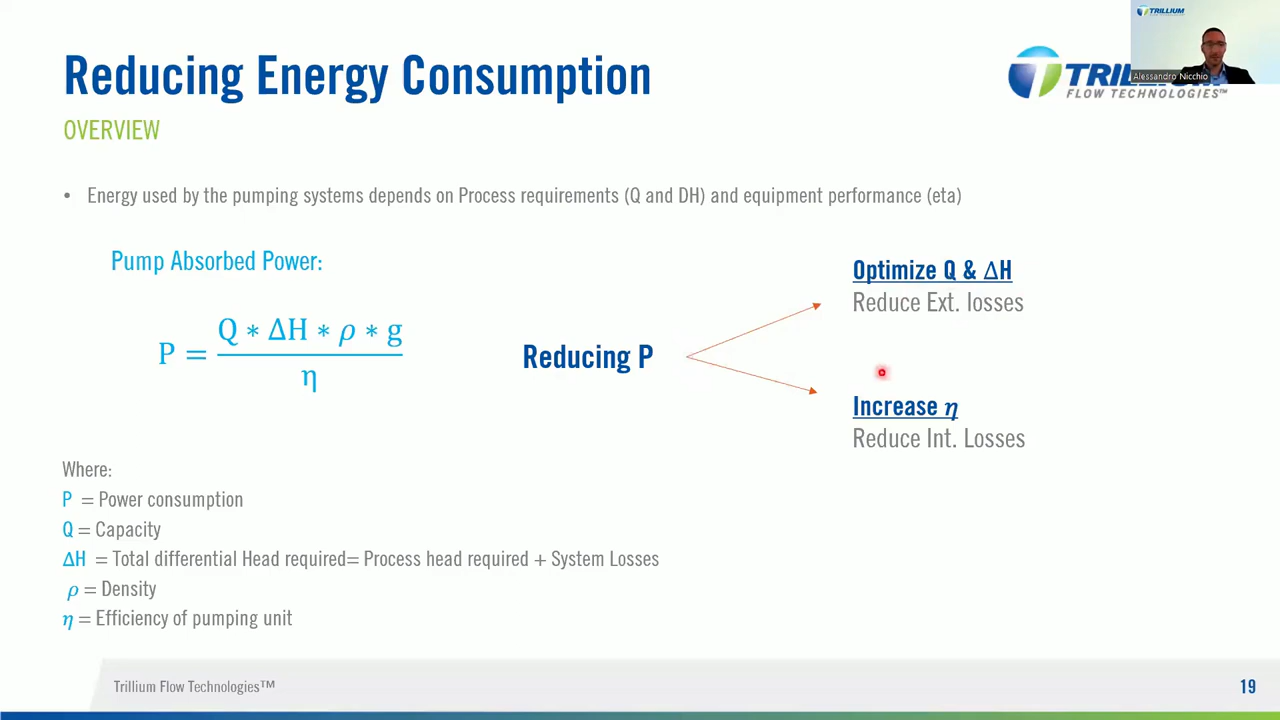 Reducing Energy Consumption
OVERVIEW
TRILLIUM
Alessandro Nicchio
TRILLIUM
FLOW TECHNOLOGIES™
• Energy used by the pumping systems depends on Process requirements (Q and DH) and equipment performance (eta)
Pump Absorbed Power:
P = Q ∗ ΔH ∗ ρ ∗ g / η
Reducing P
Optimize Q & ΔH
Reduce Ext. losses
Increase η
Reduce Int. Losses
Where:
P = Power consumption
Q = Capacity
ΔH = Total differential Head required= Process head required + System Losses
ρ = Density
η = Efficiency of pumping unit
Trillium Flow Technologies™
19